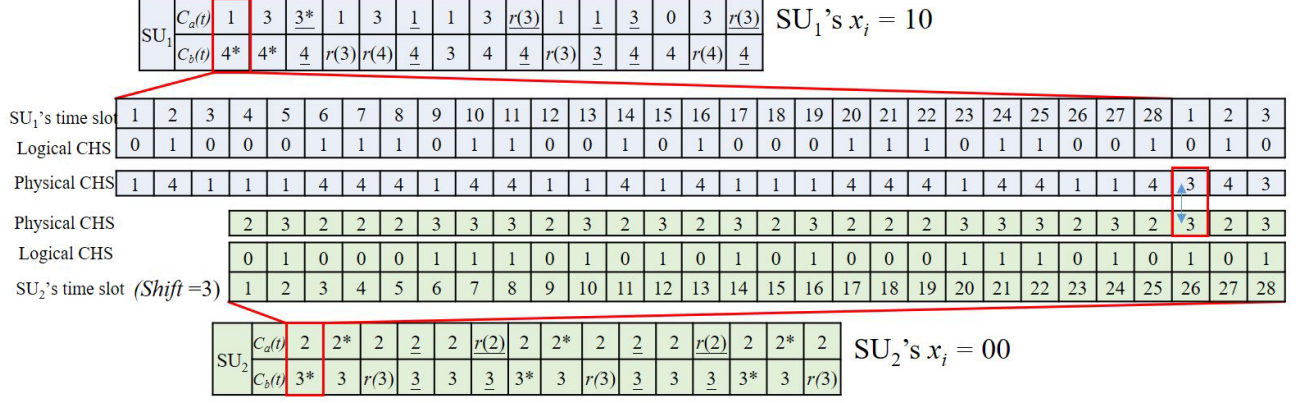 C_a(t) 1 3 3* 1 3 1 1 3 r(3) 1 1 3 0 3 r(3) SU₁'s x_i = 10
SU₁
C_b(t) 4* 4* 4 r(3) r(4) 4 3 4 4 r(3) 3 4 4 r(4) 4
SU₁'s time slot 1 2 3 4 5 6 7 8 9 10 11 12 13 14 15 16 17 18 19 20 21 22 23 24 25 26 27 28 1 2 3
Logical CHS 0 1 0 0 0 1 1 1 0 1 1 0 0 1 0 1 0 0 0 1 1 1 0 1 1 0 0 1 0 1 0
Physical CHS 1 4 1 1 1 4 4 4 1 4 4 1 1 4 1 4 1 1 1 4 4 4 1 4 4 1 1 4 3 4 3
Physical CHS 2 3 2 2 2 3 3 3 2 3 2 3 2 3 2 3 2 2 2 3 3 3 2 3 2 3 2 3
Logical CHS 0 1 0 0 0 1 1 1 0 1 0 1 0 1 0 1 0 0 0 1 1 1 0 1 0 1 0 1
SU₂'s time slot (Shift =3) 1 2 3 4 5 6 7 8 9 10 11 12 13 14 15 16 17 18 19 20 21 22 23 24 25 26 27 28
C_a(t) 2 2* 2 2 2 r(2) 2 2* 2 2 2 r(2) 2 2* 2 SU₂'s x_i = 00
SU₂
C_b(t) 3* 3 r(3) 3 3 3 3* 3 r(3) 3 3 3 3* 3 r(3)